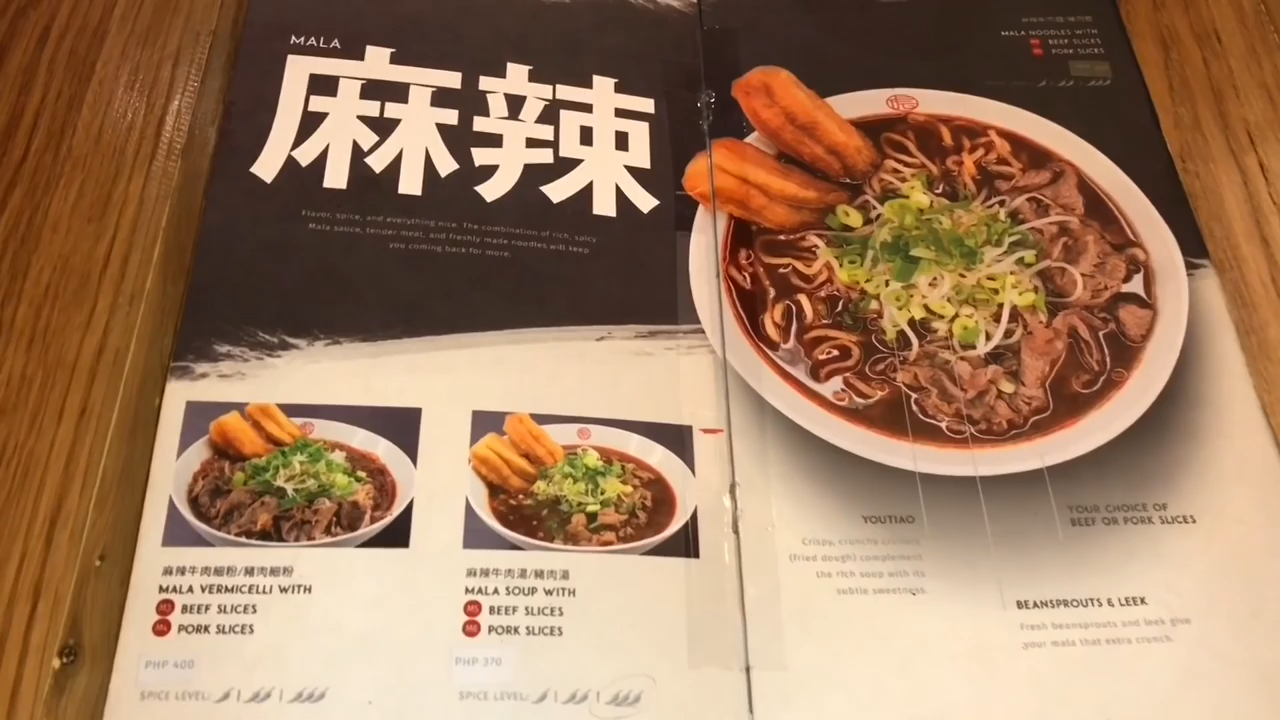 MALA
麻辣
Flavor, spice, and everything nice. The combination of rich, spicy
Mala sauce, tender meat, and freshly made noodles will keep
you coming back for more.
麻辣牛肉細粉/豬肉細粉
MALA VERMICELLI WITH
M3 BEEF SLICES
M4 PORK SLICES
PHP 400
SPICE LEVEL:
麻辣牛肉湯/豬肉湯
MALA SOUP WITH
M5 BEEF SLICES
M6 PORK SLICES
PHP 370
SPICE LEVEL:
MALA NOODLES WITH
BEEF SLICES
PORK SLICES
YOUTIAO
Crispy, crunchy
(fried dough) complement
the rich soup with its
subtle sweetness.
YOUR CHOICE OF
BEEF OR PORK SLICES
BEANSPROUTS & LEEK
Fresh beansprouts and leek give
your mala that extra crunch.